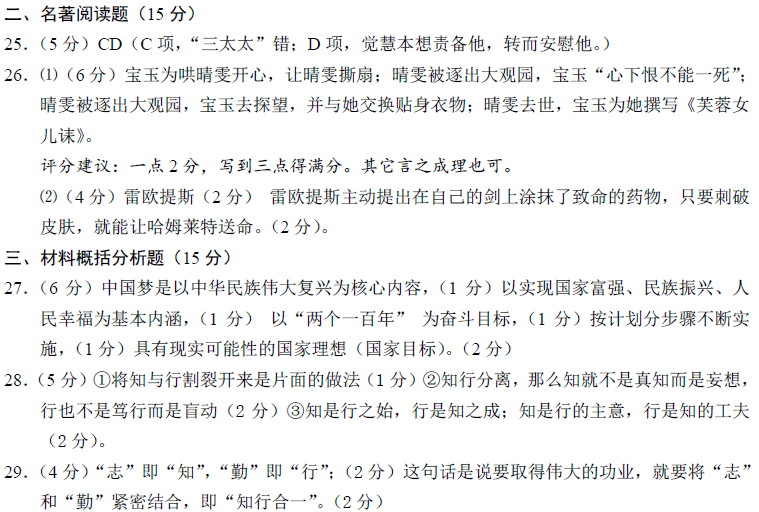 二、名著阅读题（15 分）
25．（5 分）CD（C 项，“三太太”错；D 项，觉慧本想责备他，转而安慰他。）
26．⑴（6 分）宝玉为哄晴雯开心，让晴雯撕扇；晴雯被逐出大观园，宝玉“心下恨不能一死”；
晴雯被逐出大观园，宝玉去探望，并与她交换贴身衣物；晴雯去世，宝玉为她撰写《芙蓉女
儿诔》。
评分建议：一点 2 分，写到三点得满分。其它言之成理也可。
⑵（4 分）雷欧提斯（2 分） 雷欧提斯主动提出在自己的剑上涂抹了致命的药物，只要刺破
皮肤，就能让哈姆莱特送命。（2 分）。
三、材料概括分析题（15 分）
27．（6 分）中国梦是以中华民族伟大复兴为核心内容，（1 分）以实现国家富强、民族振兴、人
民幸福为基本内涵，（1 分） 以“两个一百年” 为奋斗目标，（1 分）按计划分步骤不断实
施，（1 分）具有现实可能性的国家理想（国家目标）。（2 分）
28．（5 分）①将知与行割裂开来是片面的做法（1 分）②知行分离，那么知就不是真知而是妄想，
行也不是笃行而是盲动（2 分）③知是行之始，行是知之成；知是行的主意，行是知的工夫
（2 分）。
29．（4 分）“志”即“知”，“勤”即“行”；（2 分）这句话是说要取得伟大的功业，就要将“志”
和“勤”紧密结合，即“知行合一”。（2 分）